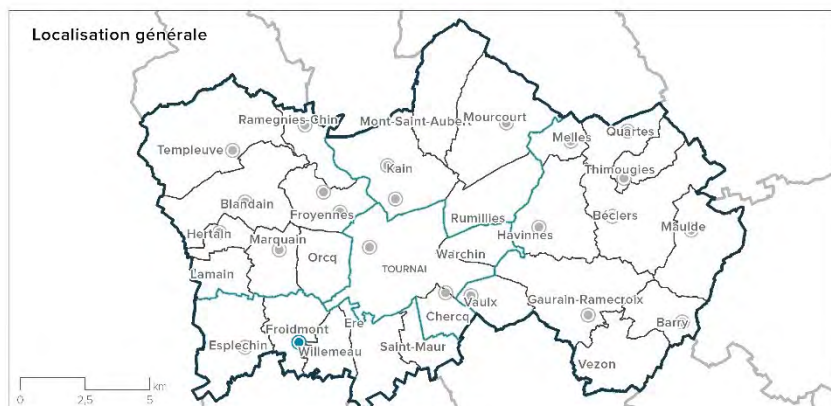 Localisation générale
Ramegnies-Chin
Mont-Saint-Aubert
Mourcourt
Melles
Quartes
Templeuve
Kain
Thimougies
Blandain
Froyennes
Rumillies
Béclers
Hertain
Havinnes
Maulde
Marquain
Orcq
Warchin
Lamain
TOURNAI
Vaulx
Gaurain-Ramecroix
Chercq
Barry
Froidmont
Ere
Esplechin
Willemeau
Saint-Maur
Vezon
0 2,5 5 km